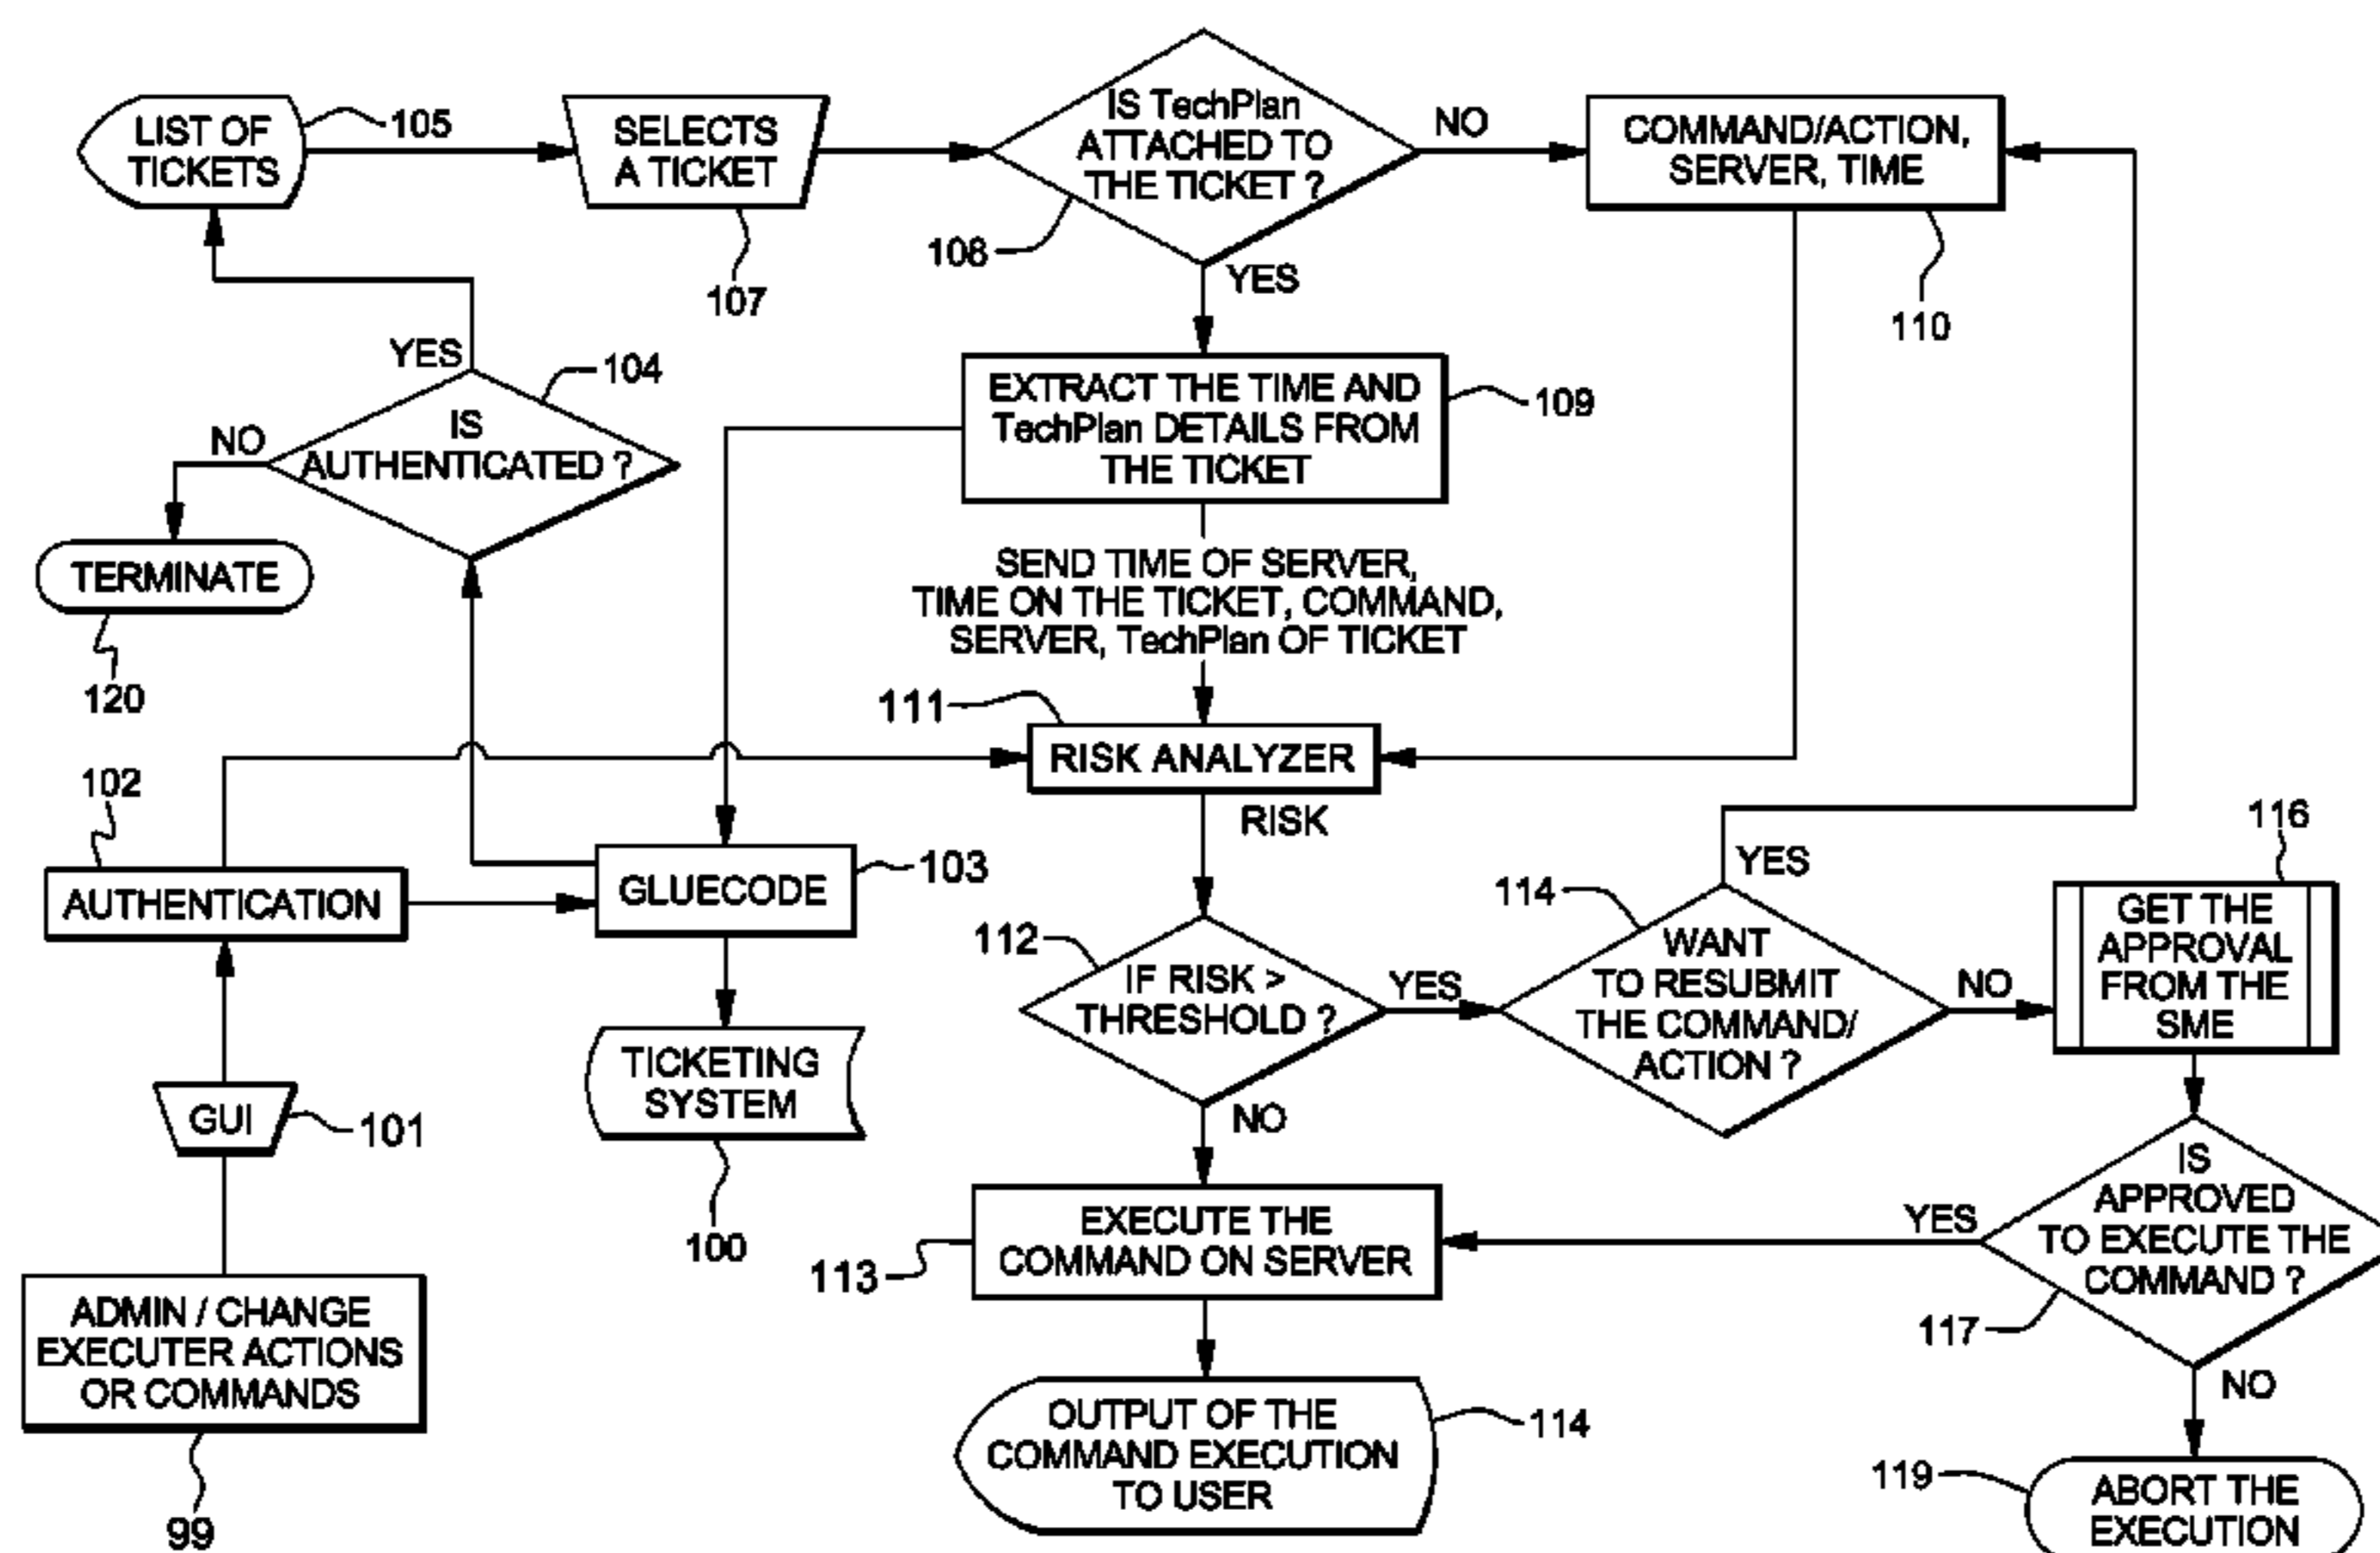 LIST OF
TICKETS
105
SELECTS
A TICKET
107
IS TechPlan
ATTACHED TO
THE TICKET ?
108
NO
YES
COMMAND/ACTION,
SERVER, TIME
110
YES
104
IS
AUTHENTICATED ?
NO
TERMINATE
120
EXTRACT THE TIME AND
TechPlan DETAILS FROM
THE TICKET
109
SEND TIME OF SERVER,
TIME ON THE TICKET, COMMAND,
SERVER, TechPlan OF TICKET
111
RISK ANALYZER
RISK
102
AUTHENTICATION
GLUECODE
103
TICKETING
SYSTEM
100
GUI
101
ADMIN / CHANGE
EXECUTER ACTIONS
OR COMMANDS
99
112
IF RISK >
THRESHOLD ?
YES
NO
114
YES
WANT
TO RESUBMIT
THE COMMAND/
ACTION ?
NO
116
GET THE
APPROVAL
FROM THE
SME
IS
APPROVED
TO EXECUTE THE
COMMAND ?
YES
117
NO
EXECUTE THE
COMMAND ON SERVER
113
OUTPUT OF THE
COMMAND EXECUTION
TO USER
114
119
ABORT THE
EXECUTION